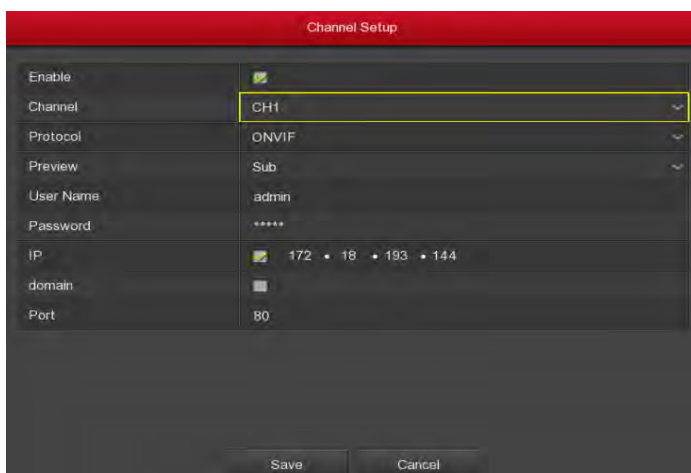 Channel Setup
Enable
Channel CH1
Protocol ONVIF
Preview Sub
User Name admin
Password *****
IP 172 . 18 . 193 . 144
domain
Port 80
Save Cancel